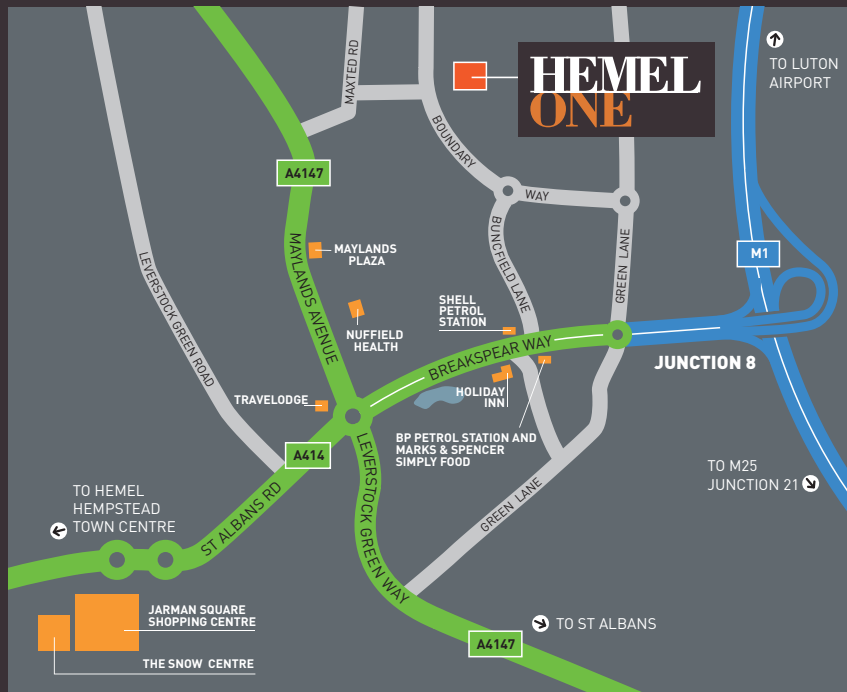 HEMEL
ONE
TO LUTON
AIRPORT
MAXTED RD
BOUNDARY
WAY
A4147
MAYLANDS
PLAZA
MAYLANDS AVENUE
LEVERSTOCK GREEN ROAD
BUNCFIELD LANE
GREEN LANE
M1
SHELL
PETROL
STATION
NUFFIELD
HEALTH
BREAKSPEAR WAY
JUNCTION 8
TRAVELODGE
HOLIDAY
INN
BP PETROL STATION AND
MARKS & SPENCER
SIMPLY FOOD
A414
LEVERSTOCK GREEN WAY
TO M25
JUNCTION 21
TO HEMEL
HEMPSTEAD
TOWN CENTRE
ST ALBANS RD
GREEN LANE
JARMAN SQUARE
SHOPPING CENTRE
THE SNOW CENTRE
TO ST ALBANS
A4147